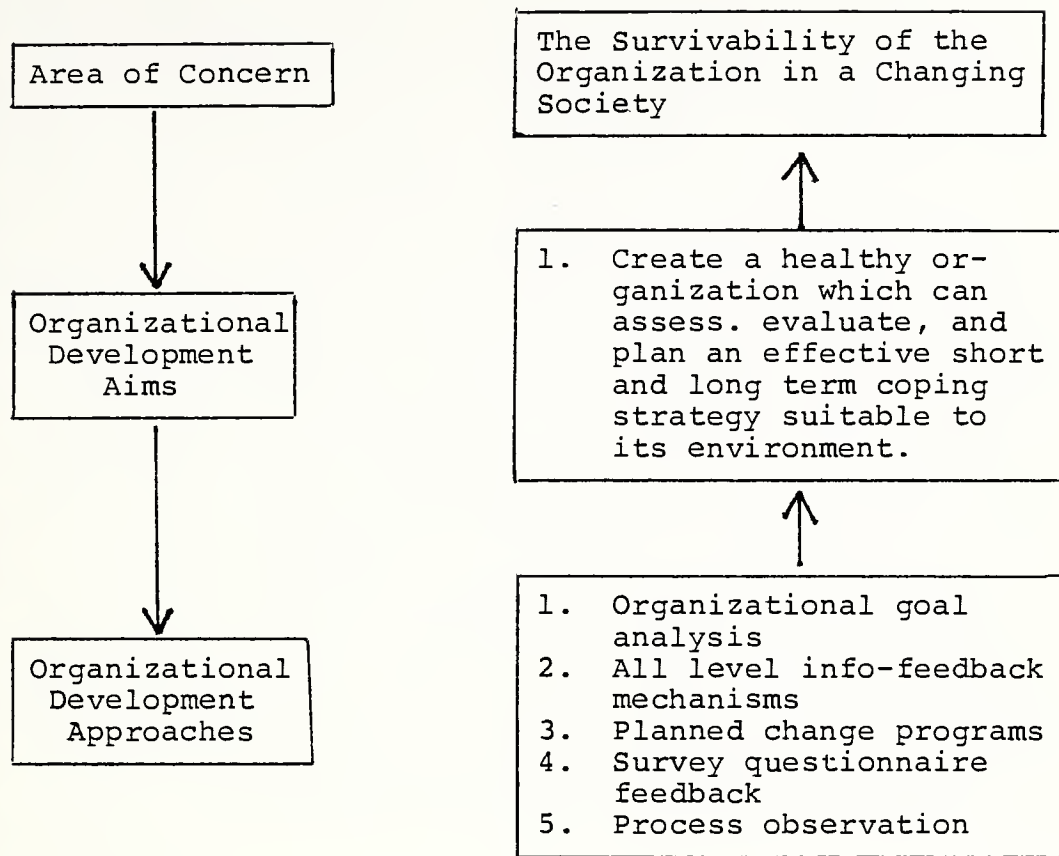 Area of Concern
The Survivability of the
Organization in a Changing
Society
Organizational
Development
Aims
1. Create a healthy or-
ganization which can
assess. evaluate, and
plan an effective short
and long term coping
strategy suitable to
its environment.
Organizational
Development
Approaches
1. Organizational goal
analysis
2. All level info-feedback
mechanisms
3. Planned change programs
4. Survey questionnaire
feedback
5. Process observation